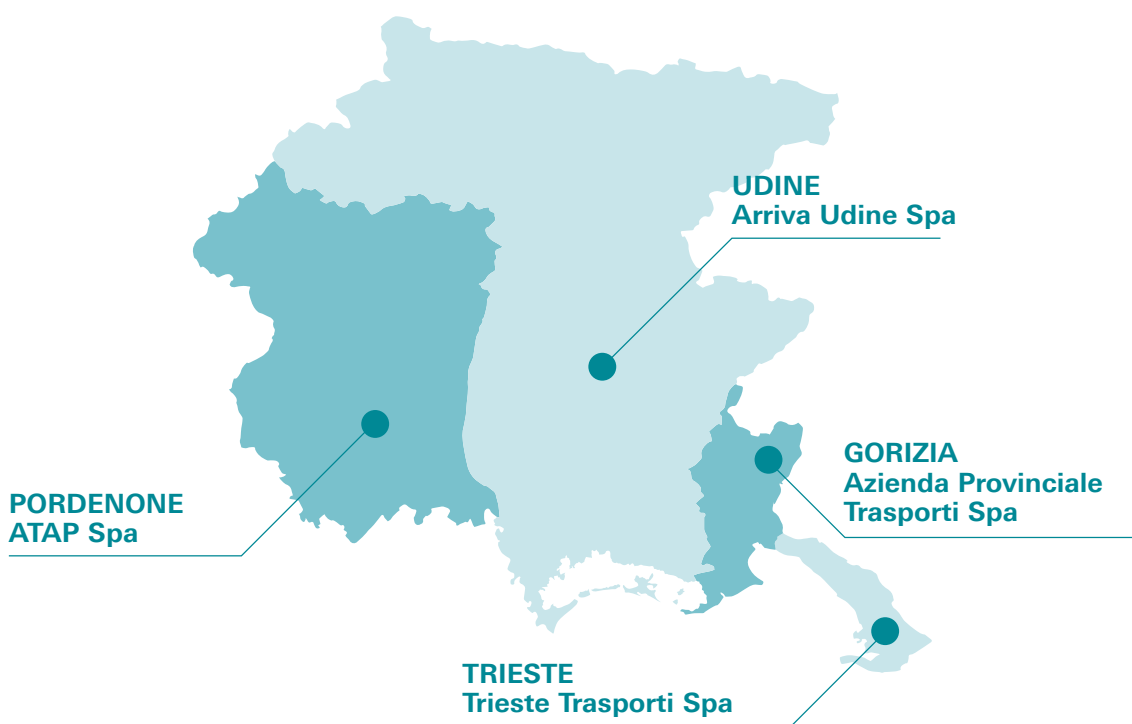 UDINE
Arriva Udine Spa
GORIZIA
Azienda Provinciale
Trasporti Spa
PORDENONE
ATAP Spa
TRIESTE
Trieste Trasporti Spa